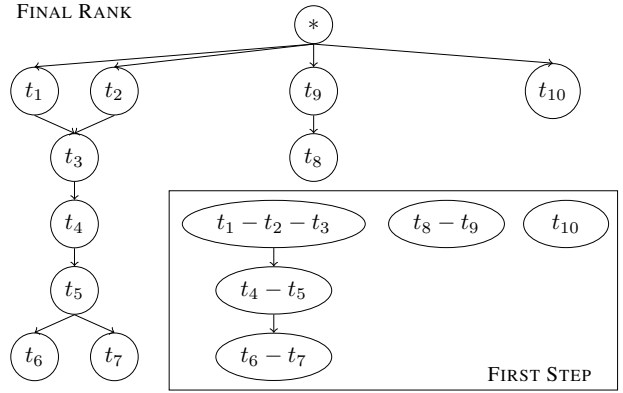 FINAL RANK
*
t1 t2 t9 t10
t3 t8
t4 t1 − t2 − t3 t8 − t9 t10
t5 t4 − t5
t6 t7 t6 − t7
FIRST STEP